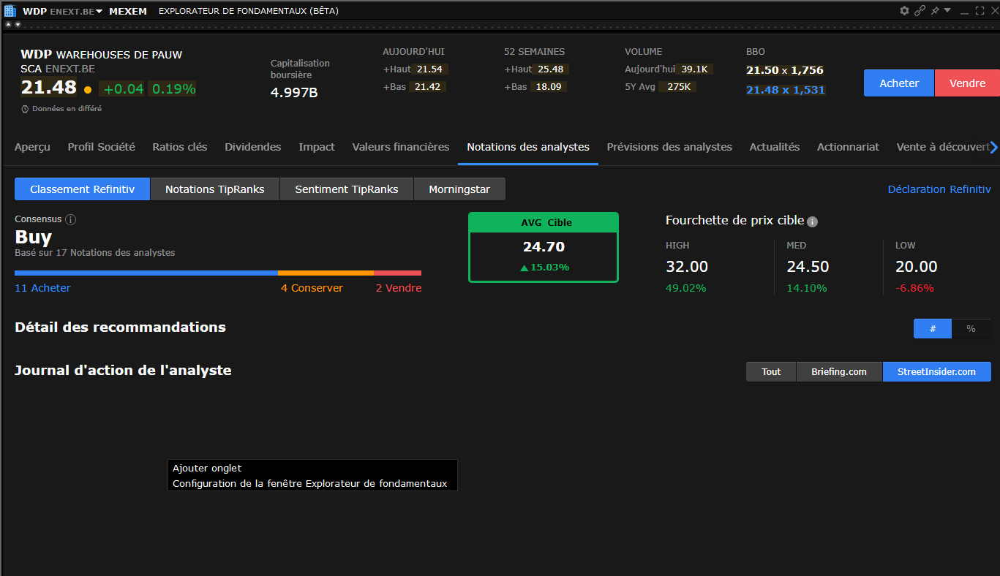 WDP ENEXT.BE MEXEM EXPLORATEUR DE FONDAMENTAUX (BÊTA)
WDP WAREHOUSES DE PAUW
SCA ENEXT.BE
21.48 +0.04 0.19%
Données en différé
Capitalisation
boursière
4.997B
AUJOURD'HUI
+Haut 21.54
+Bas 21.42
52 SEMAINES
+Haut 25.48
+Bas 18.09
VOLUME
Aujourd'hui 39.1K
5Y Avg 275K
BBO
21.50 x 1,756
21.48 x 1,531
Acheter Vendre
Aperçu Profil Société Ratios clés Dividendes Impact Valeurs financières Notations des analystes Prévisions des analystes Actualités Actionnariat Vente à découvert
Classement Refinitiv Notations TipRanks Sentiment TipRanks Morningstar Déclaration Refinitiv
Consensus
Buy
Basé sur 17 Notations des analystes
11 Acheter 4 Conserver 2 Vendre
AVG Cible
24.70
15.03%
Fourchette de prix cible
HIGH MED LOW
32.00 24.50 20.00
49.02% 14.10% -6.86%
Détail des recommandations # %
Journal d'action de l'analyste Tout Briefing.com StreetInsider.com
Ajouter onglet
Configuration de la fenêtre Explorateur de fondamentaux